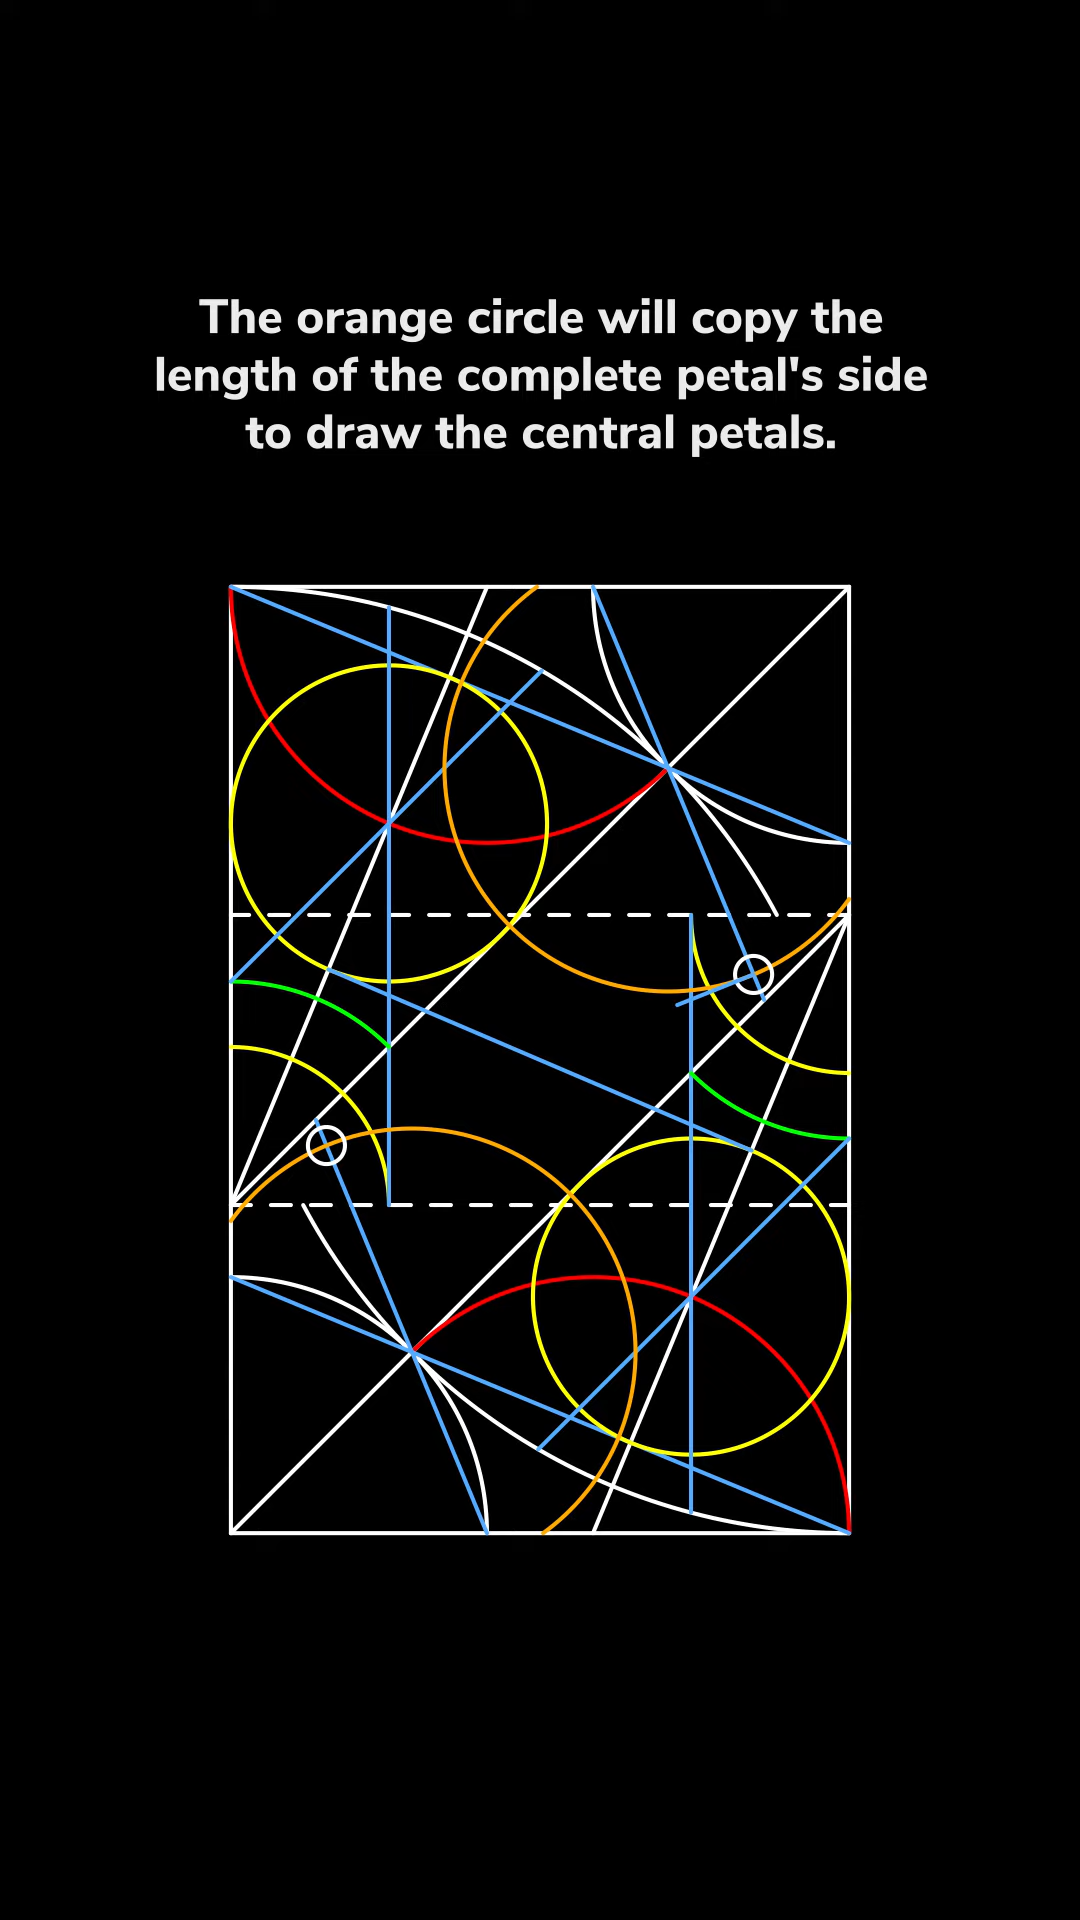 The orange circle will copy the
length of the complete petal's side
to draw the central petals.